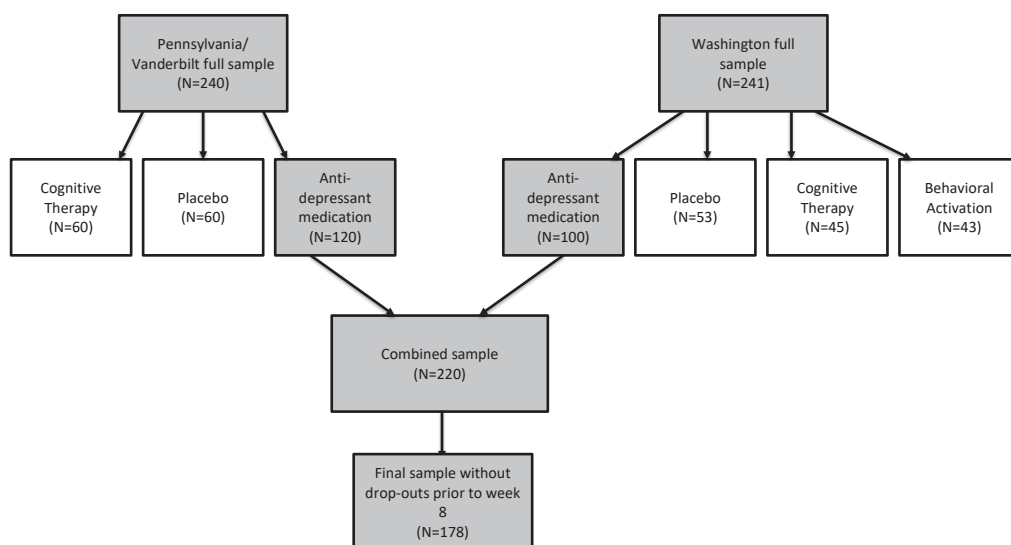 Pennsylvania/
Vanderbilt full sample
(N=240)
Washington full
sample
(N=241)
Cognitive
Therapy
(N=60)
Placebo
(N=60)
Anti-
depressant
medication
(N=120)
Anti-
depressant
medication
(N=100)
Placebo
(N=53)
Cognitive
Therapy
(N=45)
Behavioral
Activation
(N=43)
Combined sample
(N=220)
Final sample without
drop-outs prior to week
8
(N=178)